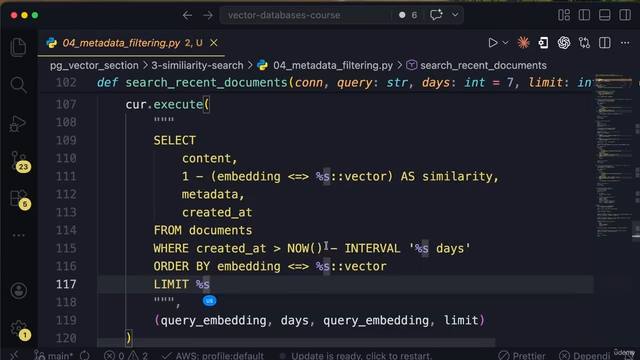 vector-databases-course
6
04_metadata_filtering.py 2, U
pg_vector_section > 3-similiarity-search > 04_metadata_filtering.py > search_recent_documents
102 def search_recent_documents(conn, query: str, days: int = 7, limit: int
107 cur.execute(
108 """
109 SELECT
110 content,
111 1 - (embedding <=> %s::vector) AS similarity,
112 metadata,
113 created_at
114 FROM documents
115 WHERE created_at > NOW() - INTERVAL '%s days'
116 ORDER BY embedding <=> %s::vector
117 LIMIT %s
118 """,
119 (query_embedding, days, query_embedding, limit)
120 )
23
5
1
main* 0 2 AWS: profile:default Update is ready, click to restart. Prettier